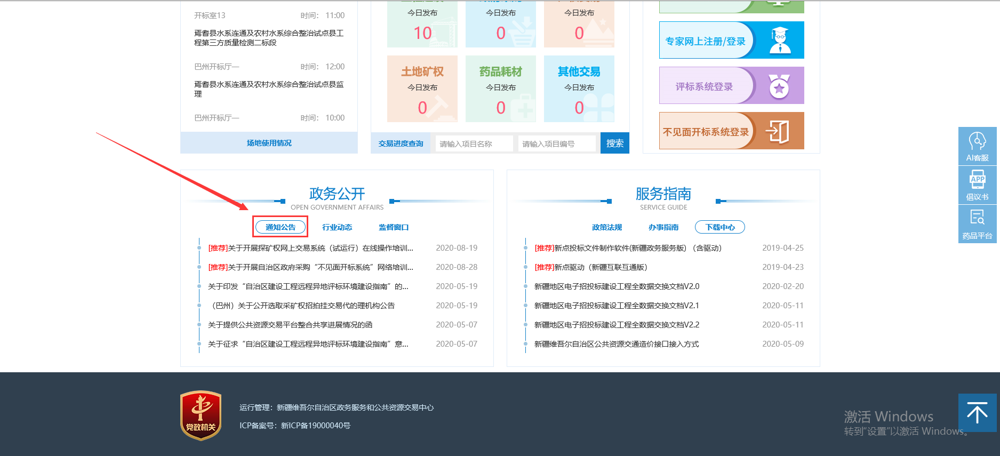 开标室13 时间： 11:00
焉耆县水系连通及农村水系综合整治试点县工
程第三方质量检测二标段
巴州开标厅一 时间： 12:00
焉耆县水系连通及农村水系综合整治试点县监
理
巴州开标厅一 时间： 10:00
场地使用情况
今日发布 今日发布 今日发布
10 0 0
土地矿权 药品耗材 其他交易
今日发布 今日发布 今日发布
0 0 0
交易进度查询 请输入项目名称 请输入项目编号 搜索
专家网上注册/登录
评标系统登录
不见面开标系统登录
AI客服
APP
倡议书
药品平台
政务公开
OPEN GOVERNMENT AFFAIRS
通知公告 行业动态 监督窗口
[推荐]关于开展探矿权网上交易系统（试运行）在线操作培训... 2020-08-19
[推荐]关于开展自治区政府采购“不见面开标系统”网络培训... 2020-08-28
关于印发“自治区建设工程远程异地评标环境建设指南”的... 2020-05-19
（巴州）关于公开选取采矿权招拍挂交易代的理机构公告 2020-05-19
关于提供公共资源交易平台整合共享进展情况的函 2020-05-07
关于征求“自治区建设工程远程异地评标环境建设指南”意... 2020-05-07
服务指南
SERVICE GUIDE
政策法规 办事指南 下载中心
[推荐]新点投标文件制作软件(新疆政务服务版) （含驱动） 2019-04-25
[推荐]新点驱动（新疆互联互通版） 2019-04-23
新疆地区电子招投标建设工程全数据交换文档V2.0 2020-02-20
新疆地区电子招投标建设工程全数据交换文档V2.1 2020-05-11
新疆地区电子招投标建设工程全数据交换文档V2.2 2020-05-11
新疆维吾尔自治区公共资源交通造价接口接入方式 2020-05-09
党政机关
运行管理：新疆维吾尔自治区政务服务和公共资源交易中心
ICP备案号：新ICP备19000040号
激活 Windows
转到“设置”以激活 Windows。